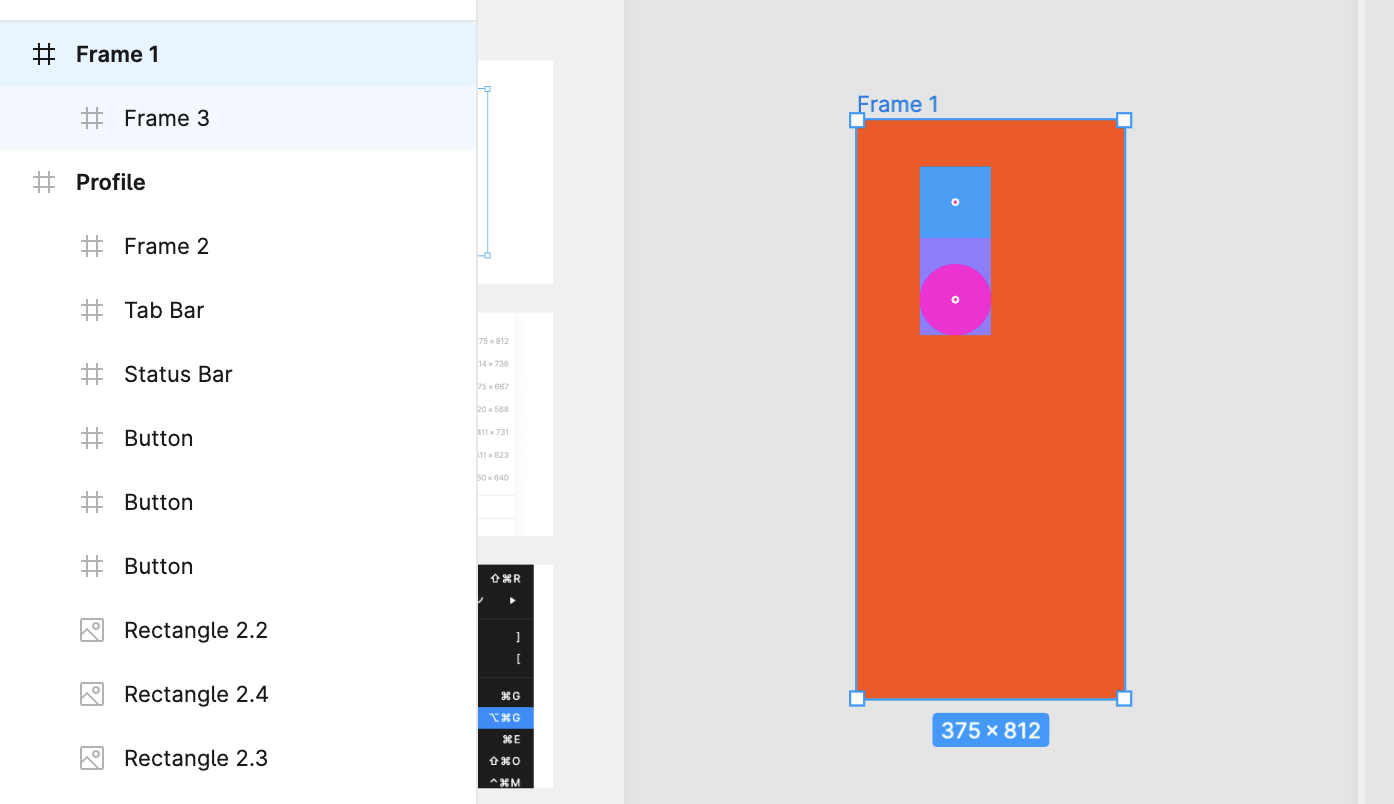 Frame 1
Frame 3
Profile
Frame 2
Tab Bar
Status Bar
Button
Button
Button
Rectangle 2.2
Rectangle 2.4
Rectangle 2.3
75 × 812
14 × 736
75 × 667
20 × 568
411 × 731
411 × 823
60 × 640
⇧⌘R
]
[
⌘G
⌥⌘G
⌘E
⇧⌘O
^⌘M
Frame 1
375 × 812